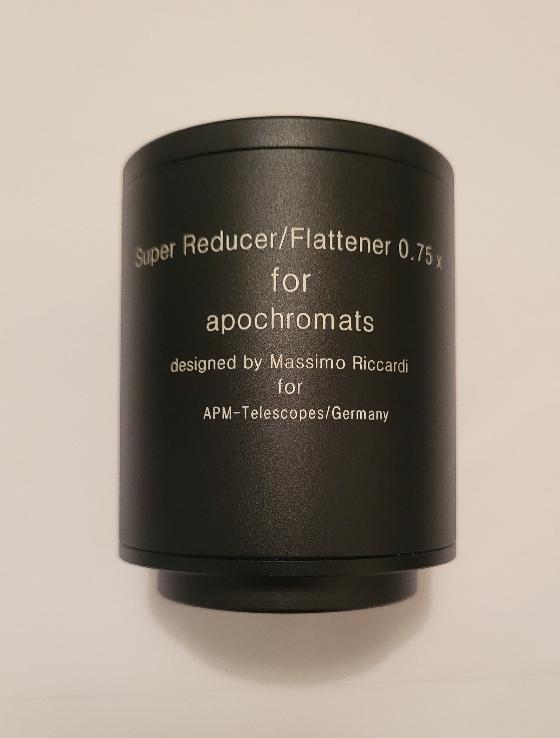 Super Reducer/Flattener 0.75 x
for
apochromats
designed by Massimo Riccardi
for
APM-Telescopes/Germany